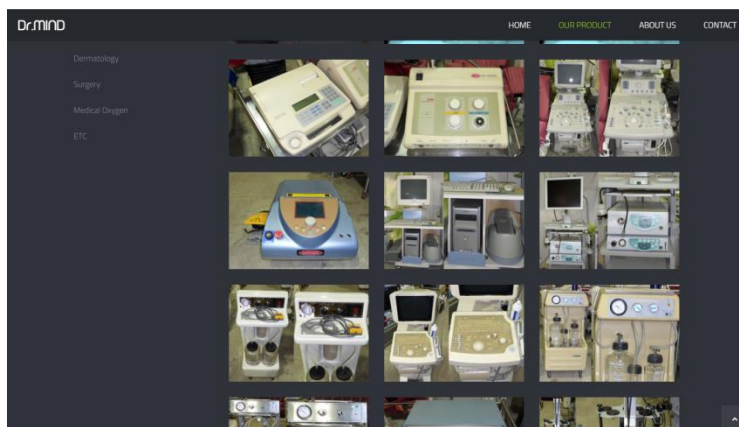 Dr.MIND
HOME
OUR PRODUCT
ABOUT US
CONTACT
Dermatology
Surgery
Medical Oxygen
ETC